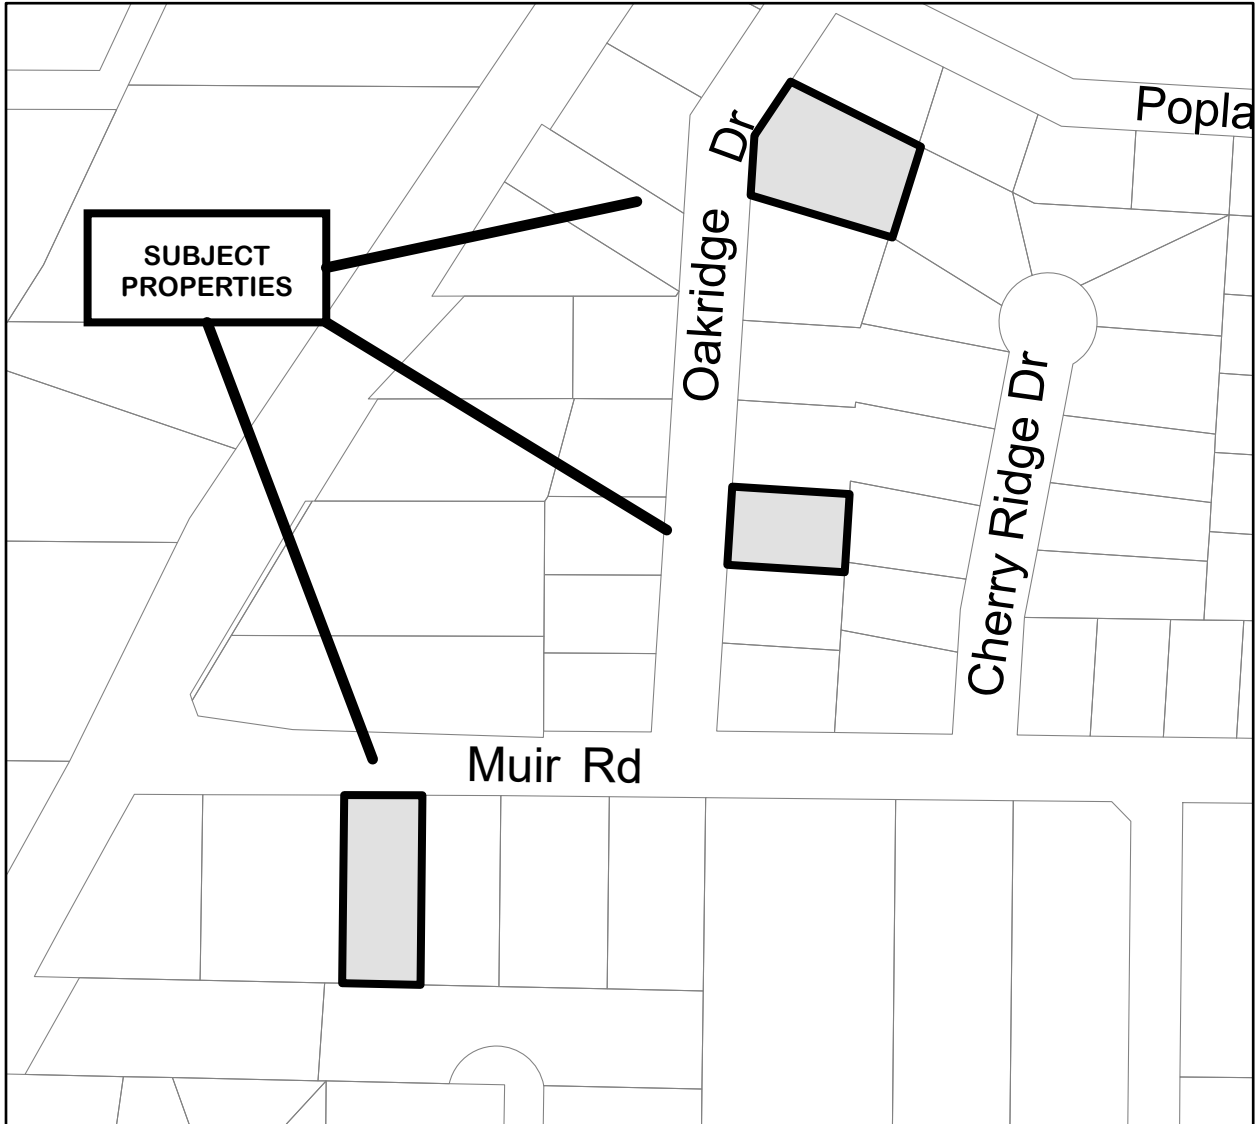 Popla
Dr
SUBJECT
PROPERTIES
Oakridge
Cherry Ridge Dr
Muir Rd